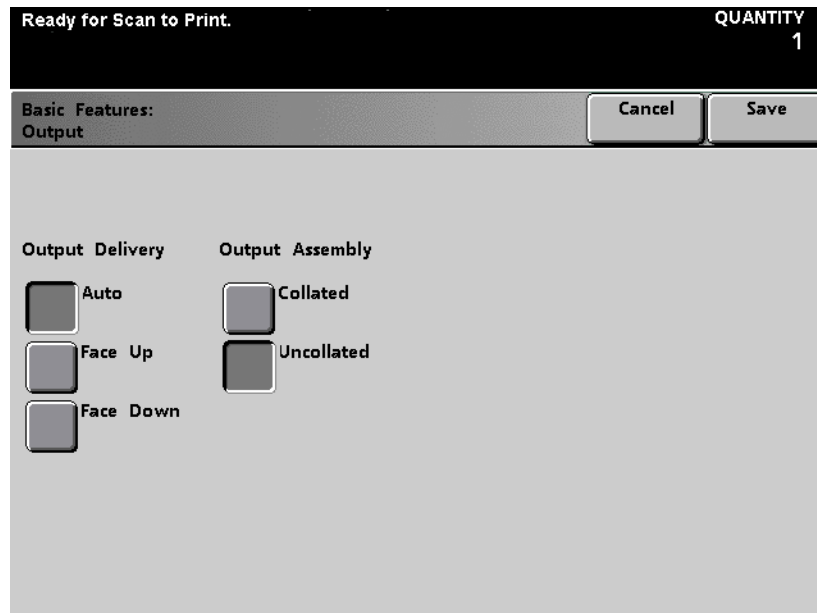 Ready for Scan to Print.
QUANTITY
1
Basic Features:
Output
Cancel
Save
Output Delivery
Output Assembly
Auto
Collated
Face Up
Uncollated
Face Down